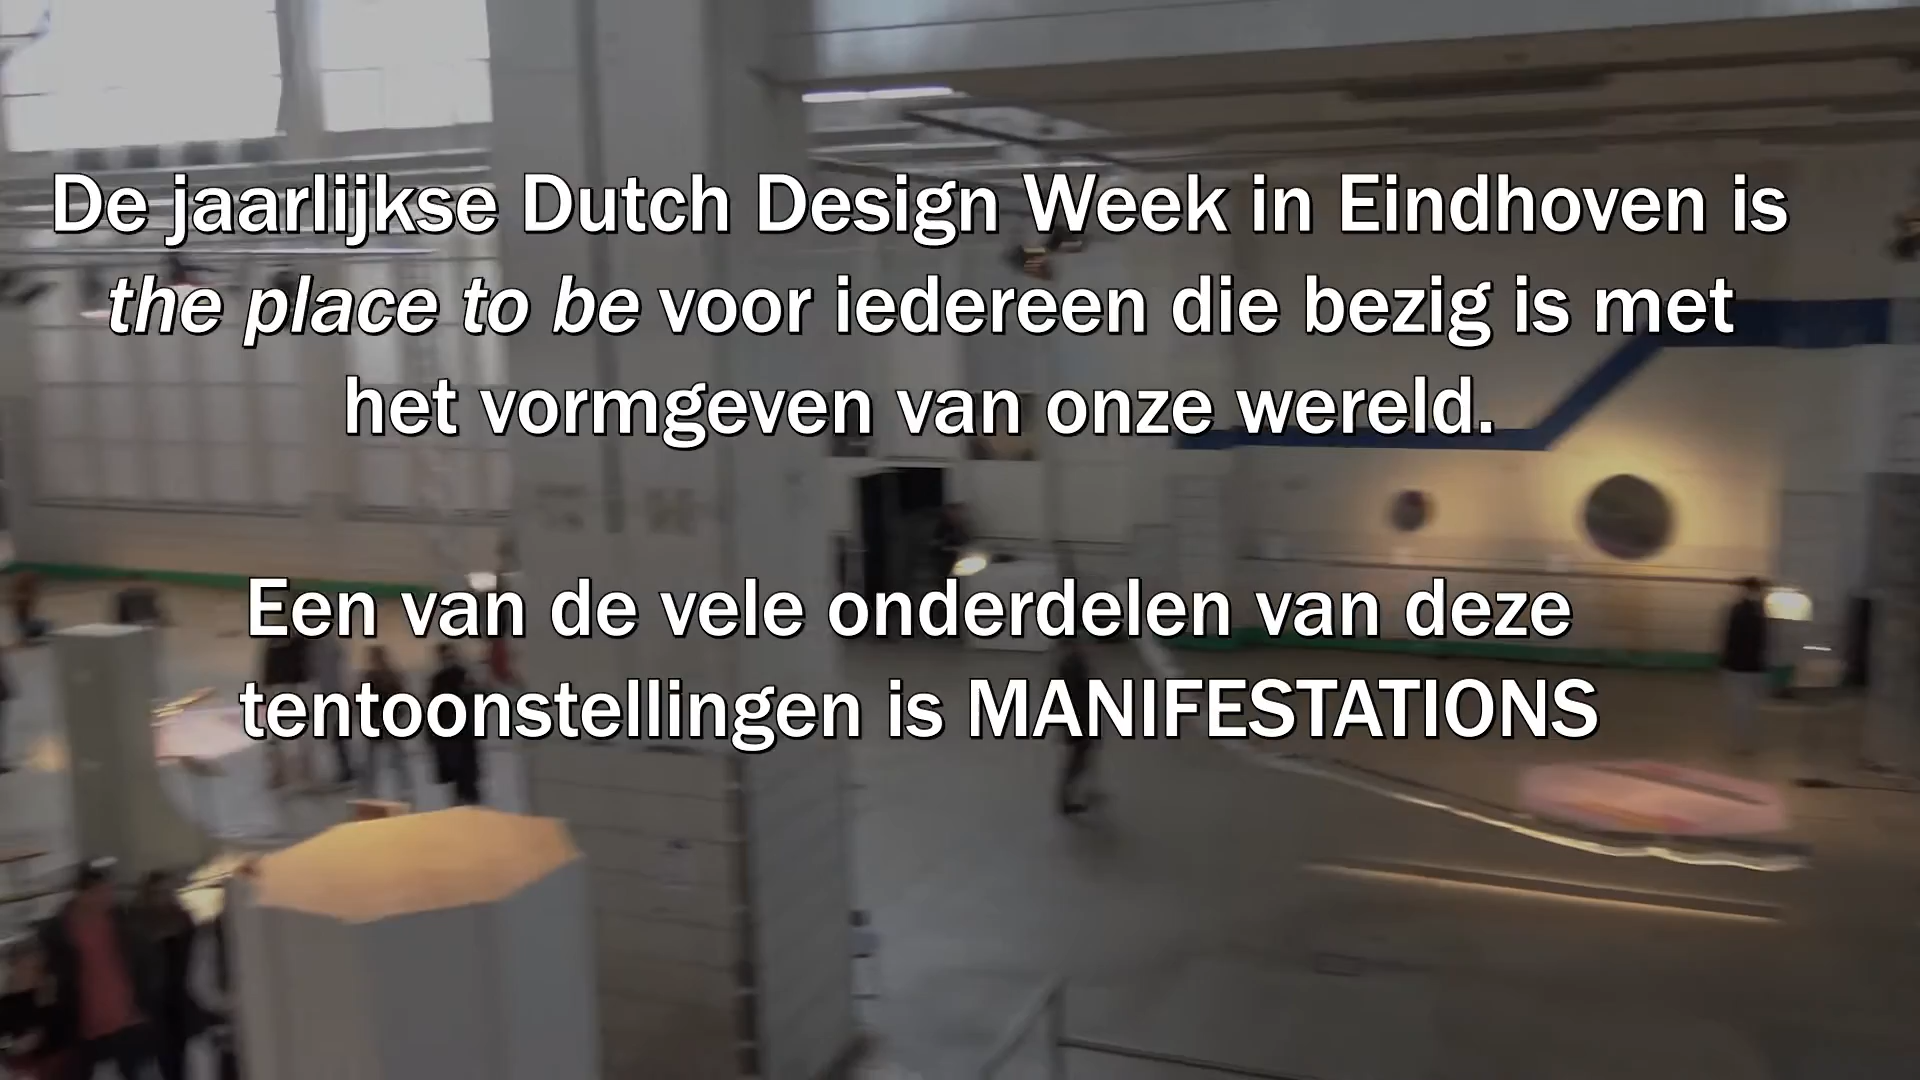 De jaarlijkse Dutch Design Week in Eindhoven is
the place to be voor iedereen die bezig is met
het vormgeven van onze wereld.
Een van de vele onderdelen van deze
tentoonstellingen is MANIFESTATIONS